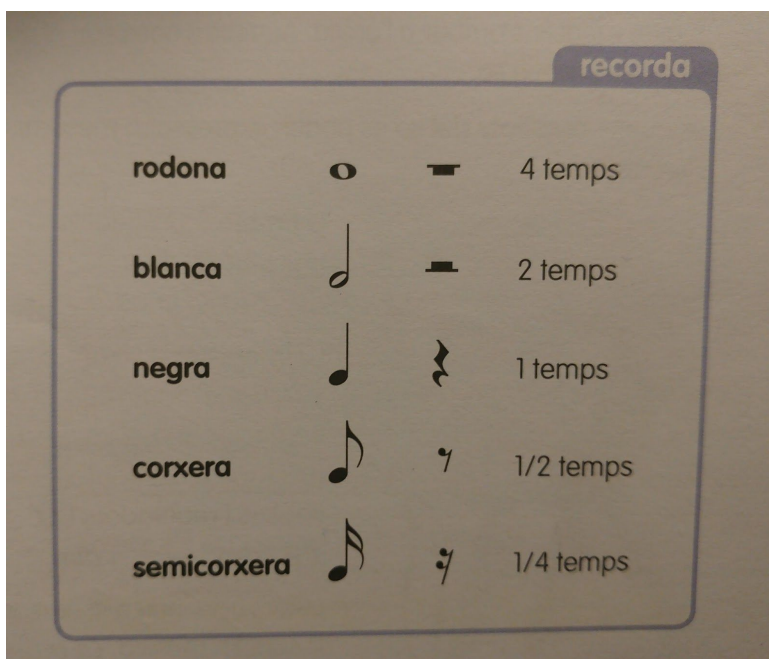 recorda
rodona 4 temps
blanca 2 temps
negra 1 temps
corxera 1/2 temps
semicorxera 1/4 temps